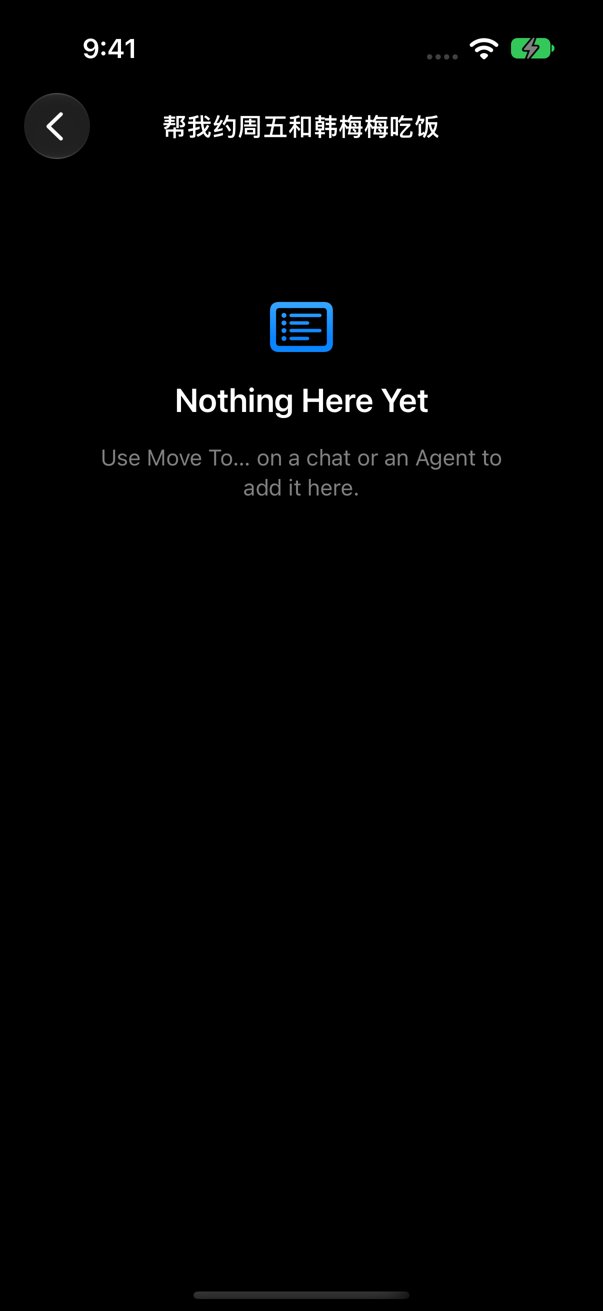 9:41
帮我约周五和韩梅梅吃饭
Nothing Here Yet
Use Move To... on a chat or an Agent to
add it here.